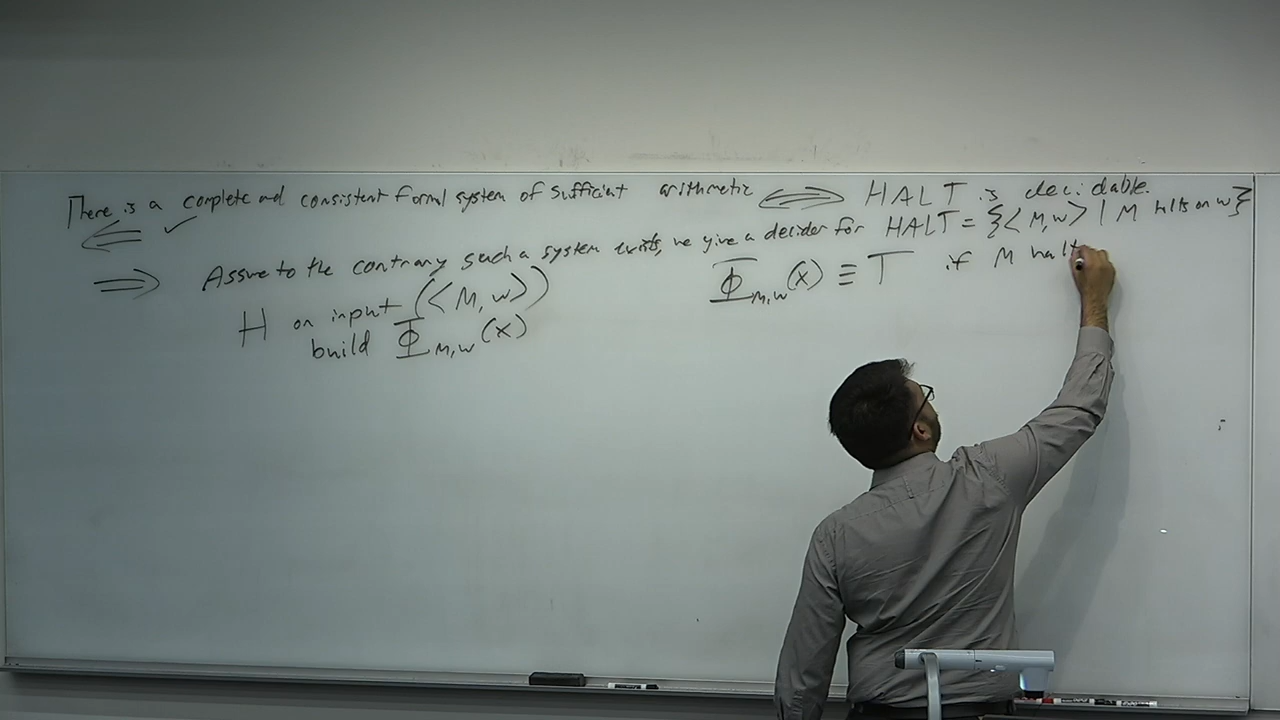 There is a complete and consistent formal system of sufficient arithmetic ⟺ HALT is decidable.
⟸ ✓
⟹ Assume to the contrary such a system exists, we give a decider for HALT = {<M,w> | M halts on w}
H on input (<M,w>)
build Φ_{M,w}(x)
Φ_{M,w}(x) ≡ T if M halt